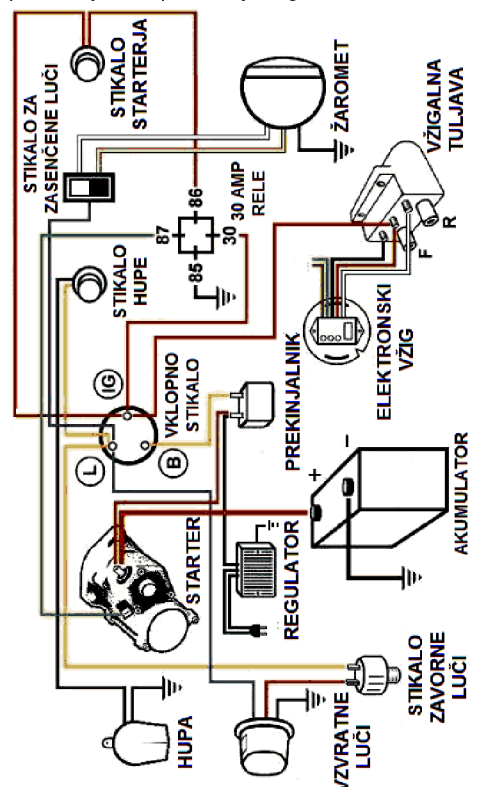 STIKALO ZA
ZASENČENE LUČI
STIKALO
STARTERJA
STIKALO
HUPE
L
IG
B
VKLOPNO
STIKALO
87
86
85
30
30 AMP
RELE
HUPA
STARTER
REGULATOR
PREKINJALNIK
ŽAROMET
+
−
VZVRATNE
LUČI
ELEKTRONSKI
VŽIG
F
R
VŽIGALNA
TULJAVA
STIKALO
ZAVORNE
LUČI
AKUMULATOR